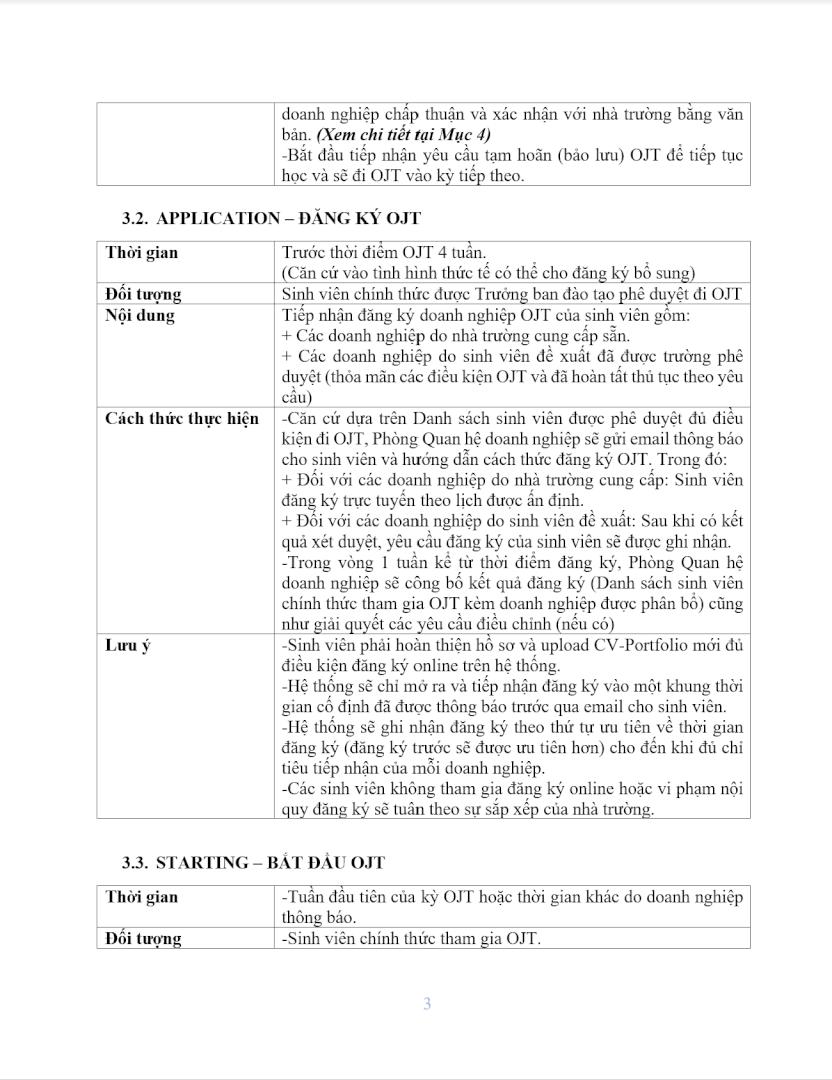 doanh nghiệp chấp thuận và xác nhận với nhà trường bằng văn
bản. (Xem chi tiết tại Mục 4)
-Bắt đầu tiếp nhận yêu cầu tạm hoãn (bảo lưu) OJT để tiếp tục
học và sẽ đi OJT vào kỳ tiếp theo.
3.2. APPLICATION – ĐĂNG KÝ OJT
Thời gian
Trước thời điểm OJT 4 tuần.
(Căn cứ vào tình hình thức tế có thể cho đăng ký bổ sung)
Đối tượng
Sinh viên chính thức được Trưởng ban đào tạo phê duyệt đi OJT
Nội dung
Tiếp nhận đăng ký doanh nghiệp OJT của sinh viên gồm:
+ Các doanh nghiệp do nhà trường cung cấp sẵn.
+ Các doanh nghiệp do sinh viên đề xuất đã được trường phê
duyệt (thỏa mãn các điều kiện OJT và đã hoàn tất thủ tục theo yêu
cầu)
Cách thức thực hiện
-Căn cứ dựa trên Danh sách sinh viên được phê duyệt đủ điều
kiện đi OJT, Phòng Quan hệ doanh nghiệp sẽ gửi email thông báo
cho sinh viên và hướng dẫn cách thức đăng ký OJT. Trong đó:
+ Đối với các doanh nghiệp do nhà trường cung cấp: Sinh viên
đăng ký trực tuyến theo lịch được ấn định.
+ Đối với các doanh nghiệp do sinh viên đề xuất: Sau khi có kết
quả xét duyệt, yêu cầu đăng ký của sinh viên sẽ được ghi nhận.
-Trong vòng 1 tuần kể từ thời điểm đăng ký, Phòng Quan hệ
doanh nghiệp sẽ công bố kết quả đăng ký (Danh sách sinh viên
chính thức tham gia OJT kèm doanh nghiệp được phân bổ) cũng
như giải quyết các yêu cầu điều chỉnh (nếu có)
Lưu ý
-Sinh viên phải hoàn thiện hồ sơ và upload CV-Portfolio mới đủ
điều kiện đăng ký online trên hệ thống.
-Hệ thống sẽ chỉ mở ra và tiếp nhận đăng ký vào một khung thời
gian cố định đã được thông báo trước qua email cho sinh viên.
-Hệ thống sẽ ghi nhận đăng ký theo thứ tự ưu tiên về thời gian
đăng ký (đăng ký trước sẽ được ưu tiên hơn) cho đến khi đủ chỉ
tiêu tiếp nhận của mỗi doanh nghiệp.
-Các sinh viên không tham gia đăng ký online hoặc vi phạm nội
quy đăng ký sẽ tuân theo sự sắp xếp của nhà trường.
3.3. STARTING – BẮT ĐẦU OJT
Thời gian
-Tuần đầu tiên của kỳ OJT hoặc thời gian khác do doanh nghiệp
thông báo.
Đối tượng
-Sinh viên chính thức tham gia OJT.
3